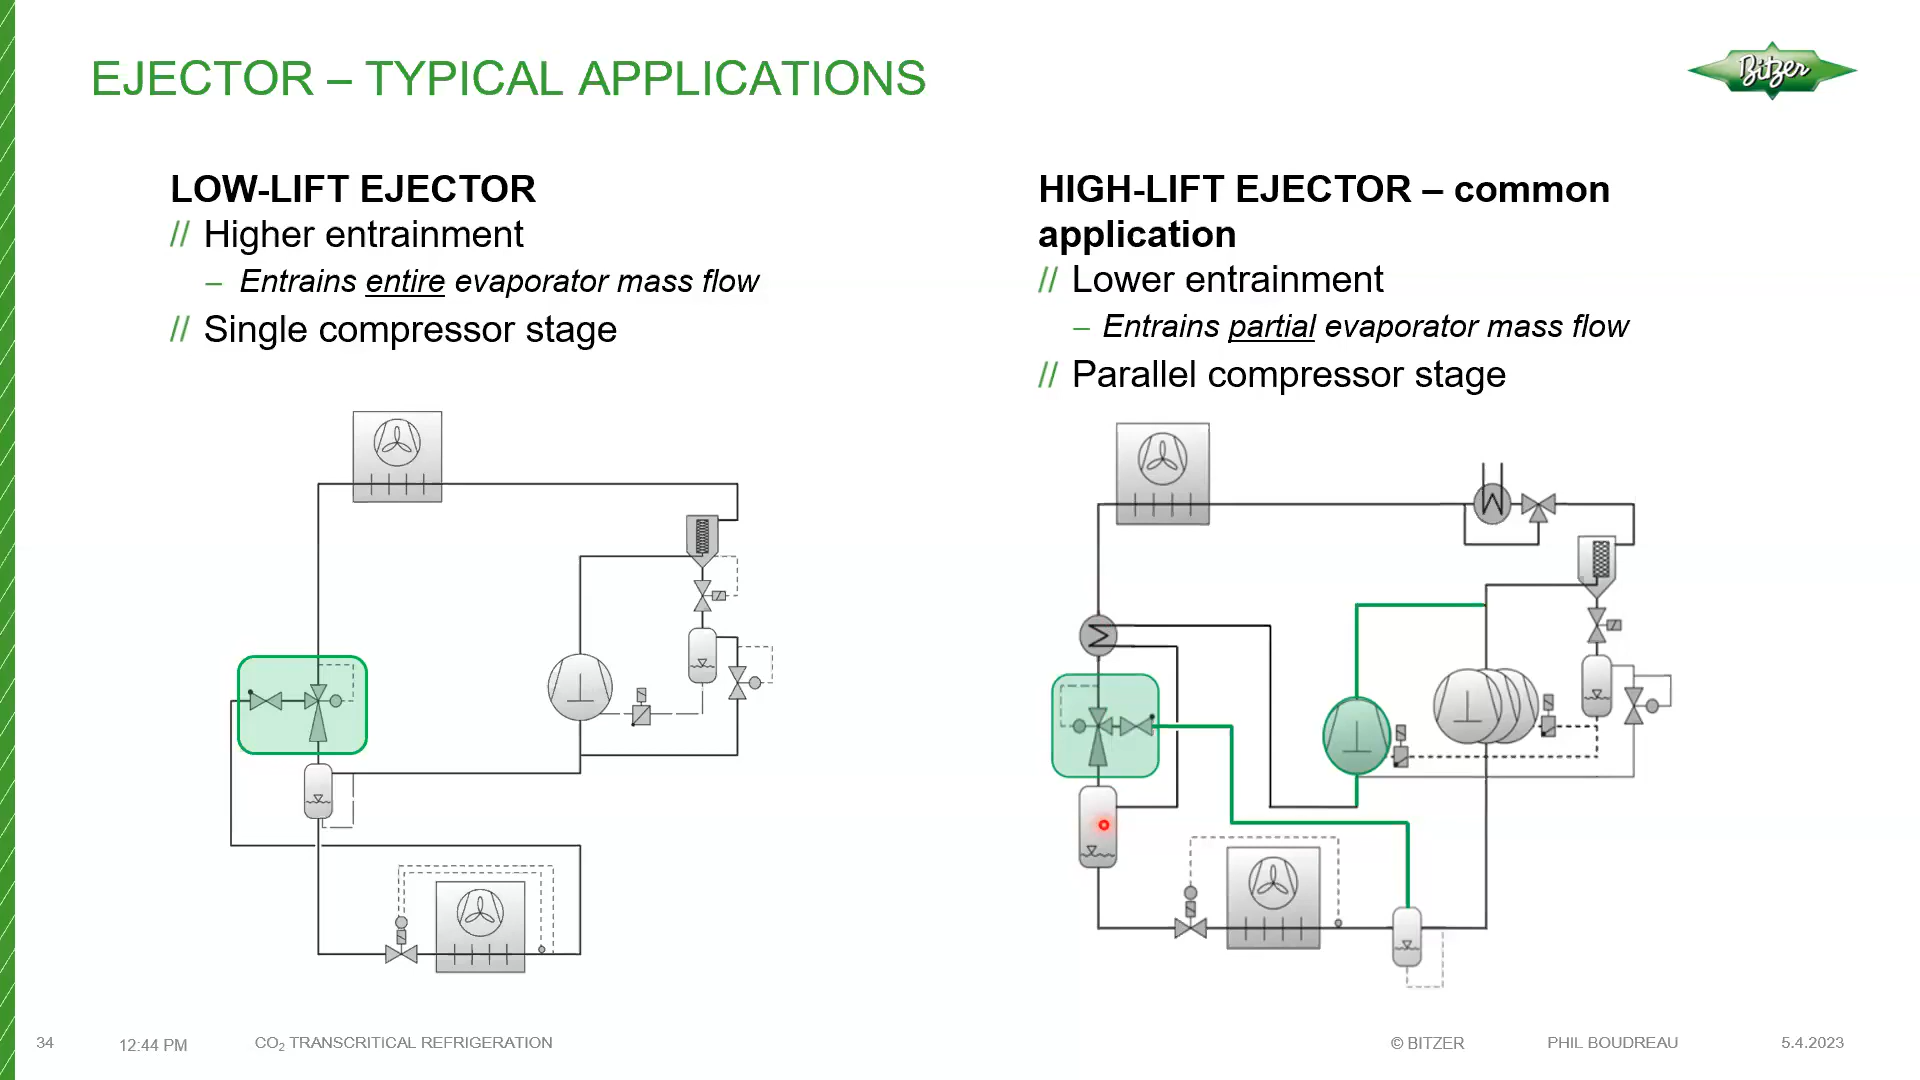 EJECTOR – TYPICAL APPLICATIONS
Bitzer
LOW-LIFT EJECTOR
// Higher entrainment
– Entrains entire evaporator mass flow
// Single compressor stage
HIGH-LIFT EJECTOR – common
application
// Lower entrainment
– Entrains partial evaporator mass flow
// Parallel compressor stage
34
12:44 PM
CO₂ TRANSCRITICAL REFRIGERATION
© BITZER
PHIL BOUDREAU
5.4.2023